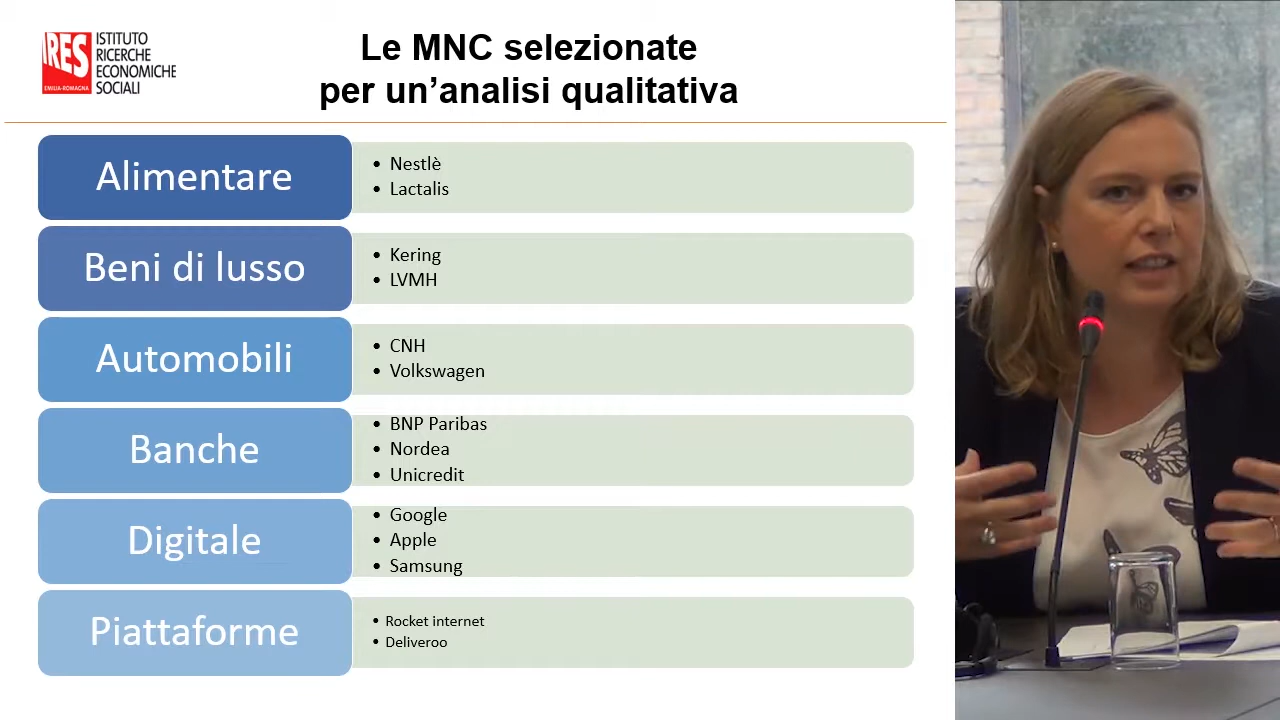 IRES
EMILIA-ROMAGNA
ISTITUTO
RICERCHE
ECONOMICHE
SOCIALI
Le MNC selezionate
per un’analisi qualitativa
Alimentare
• Nestlè
• Lactalis
Beni di lusso
• Kering
• LVMH
Automobili
• CNH
• Volkswagen
Banche
• BNP Paribas
• Nordea
• Unicredit
Digitale
• Google
• Apple
• Samsung
Piattaforme
• Rocket internet
• Deliveroo